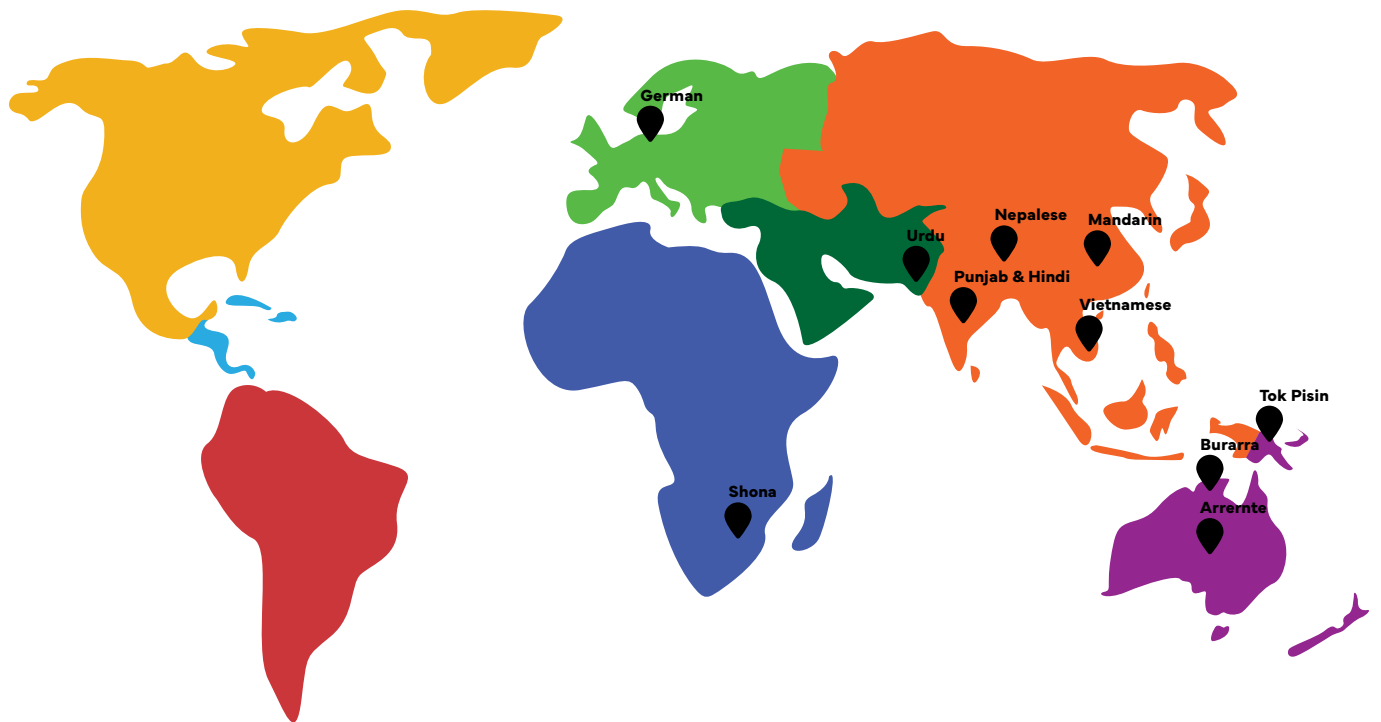 German
Nepalese
Mandarin
Urdu
Punjab & Hindi
Vietnamese
Tok Pisin
Burarra
Shona
Arrernte